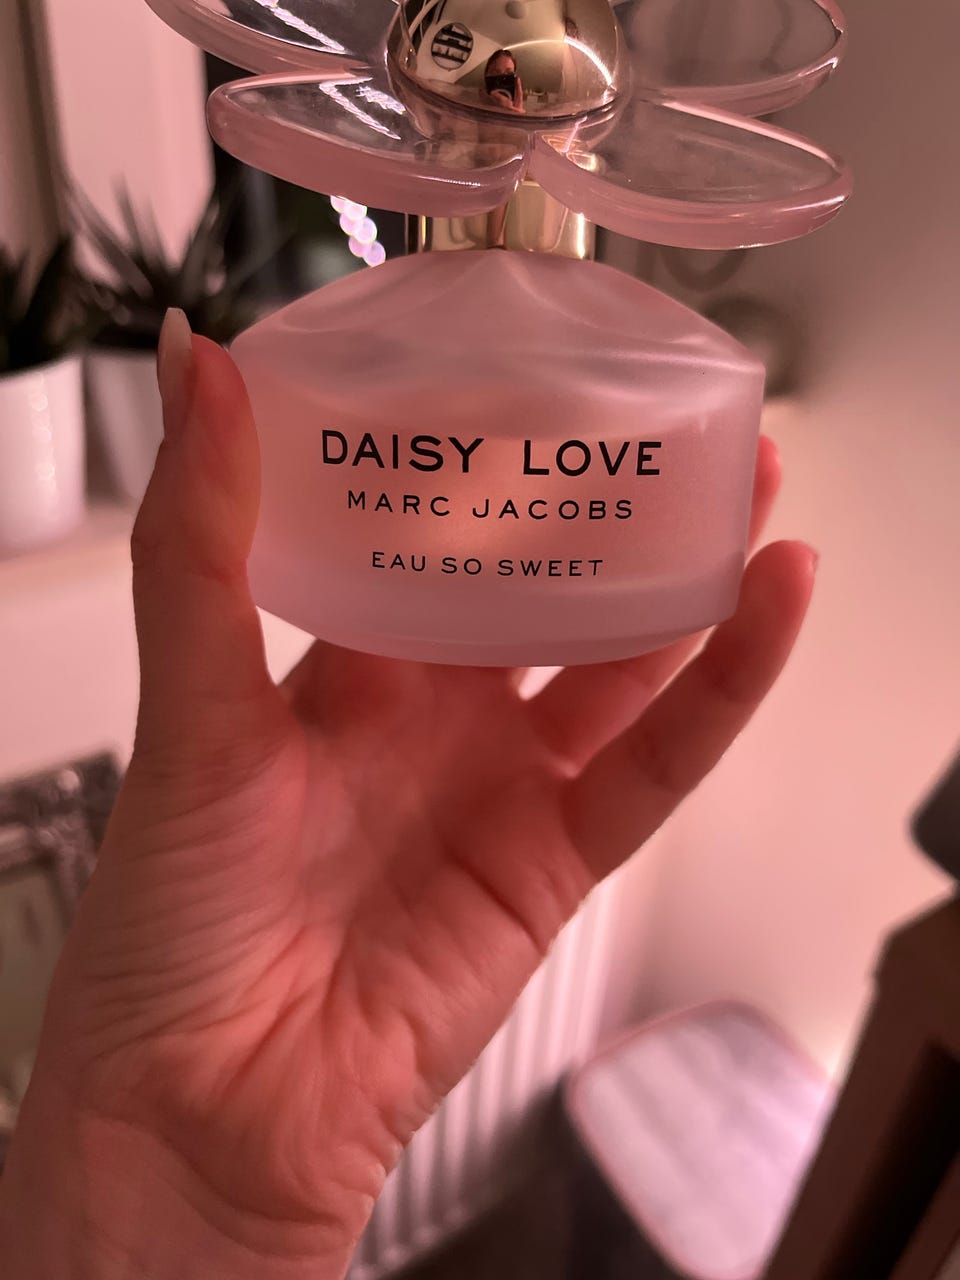 DAISY LOVE
MARC JACOBS
EAU SO SWEET